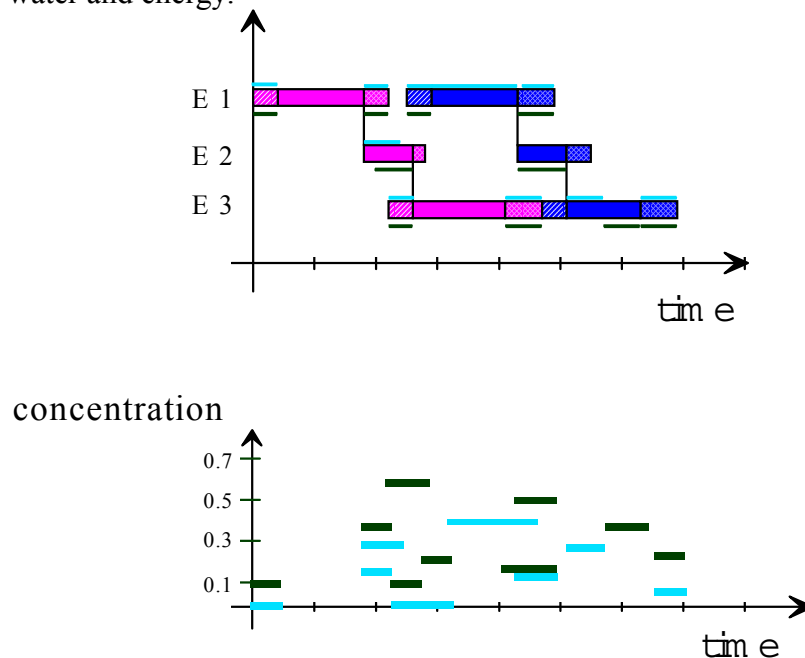 water and energy.
E 1
E 2
E 3
time
concentration
0.7
0.5
0.3
0.1
time